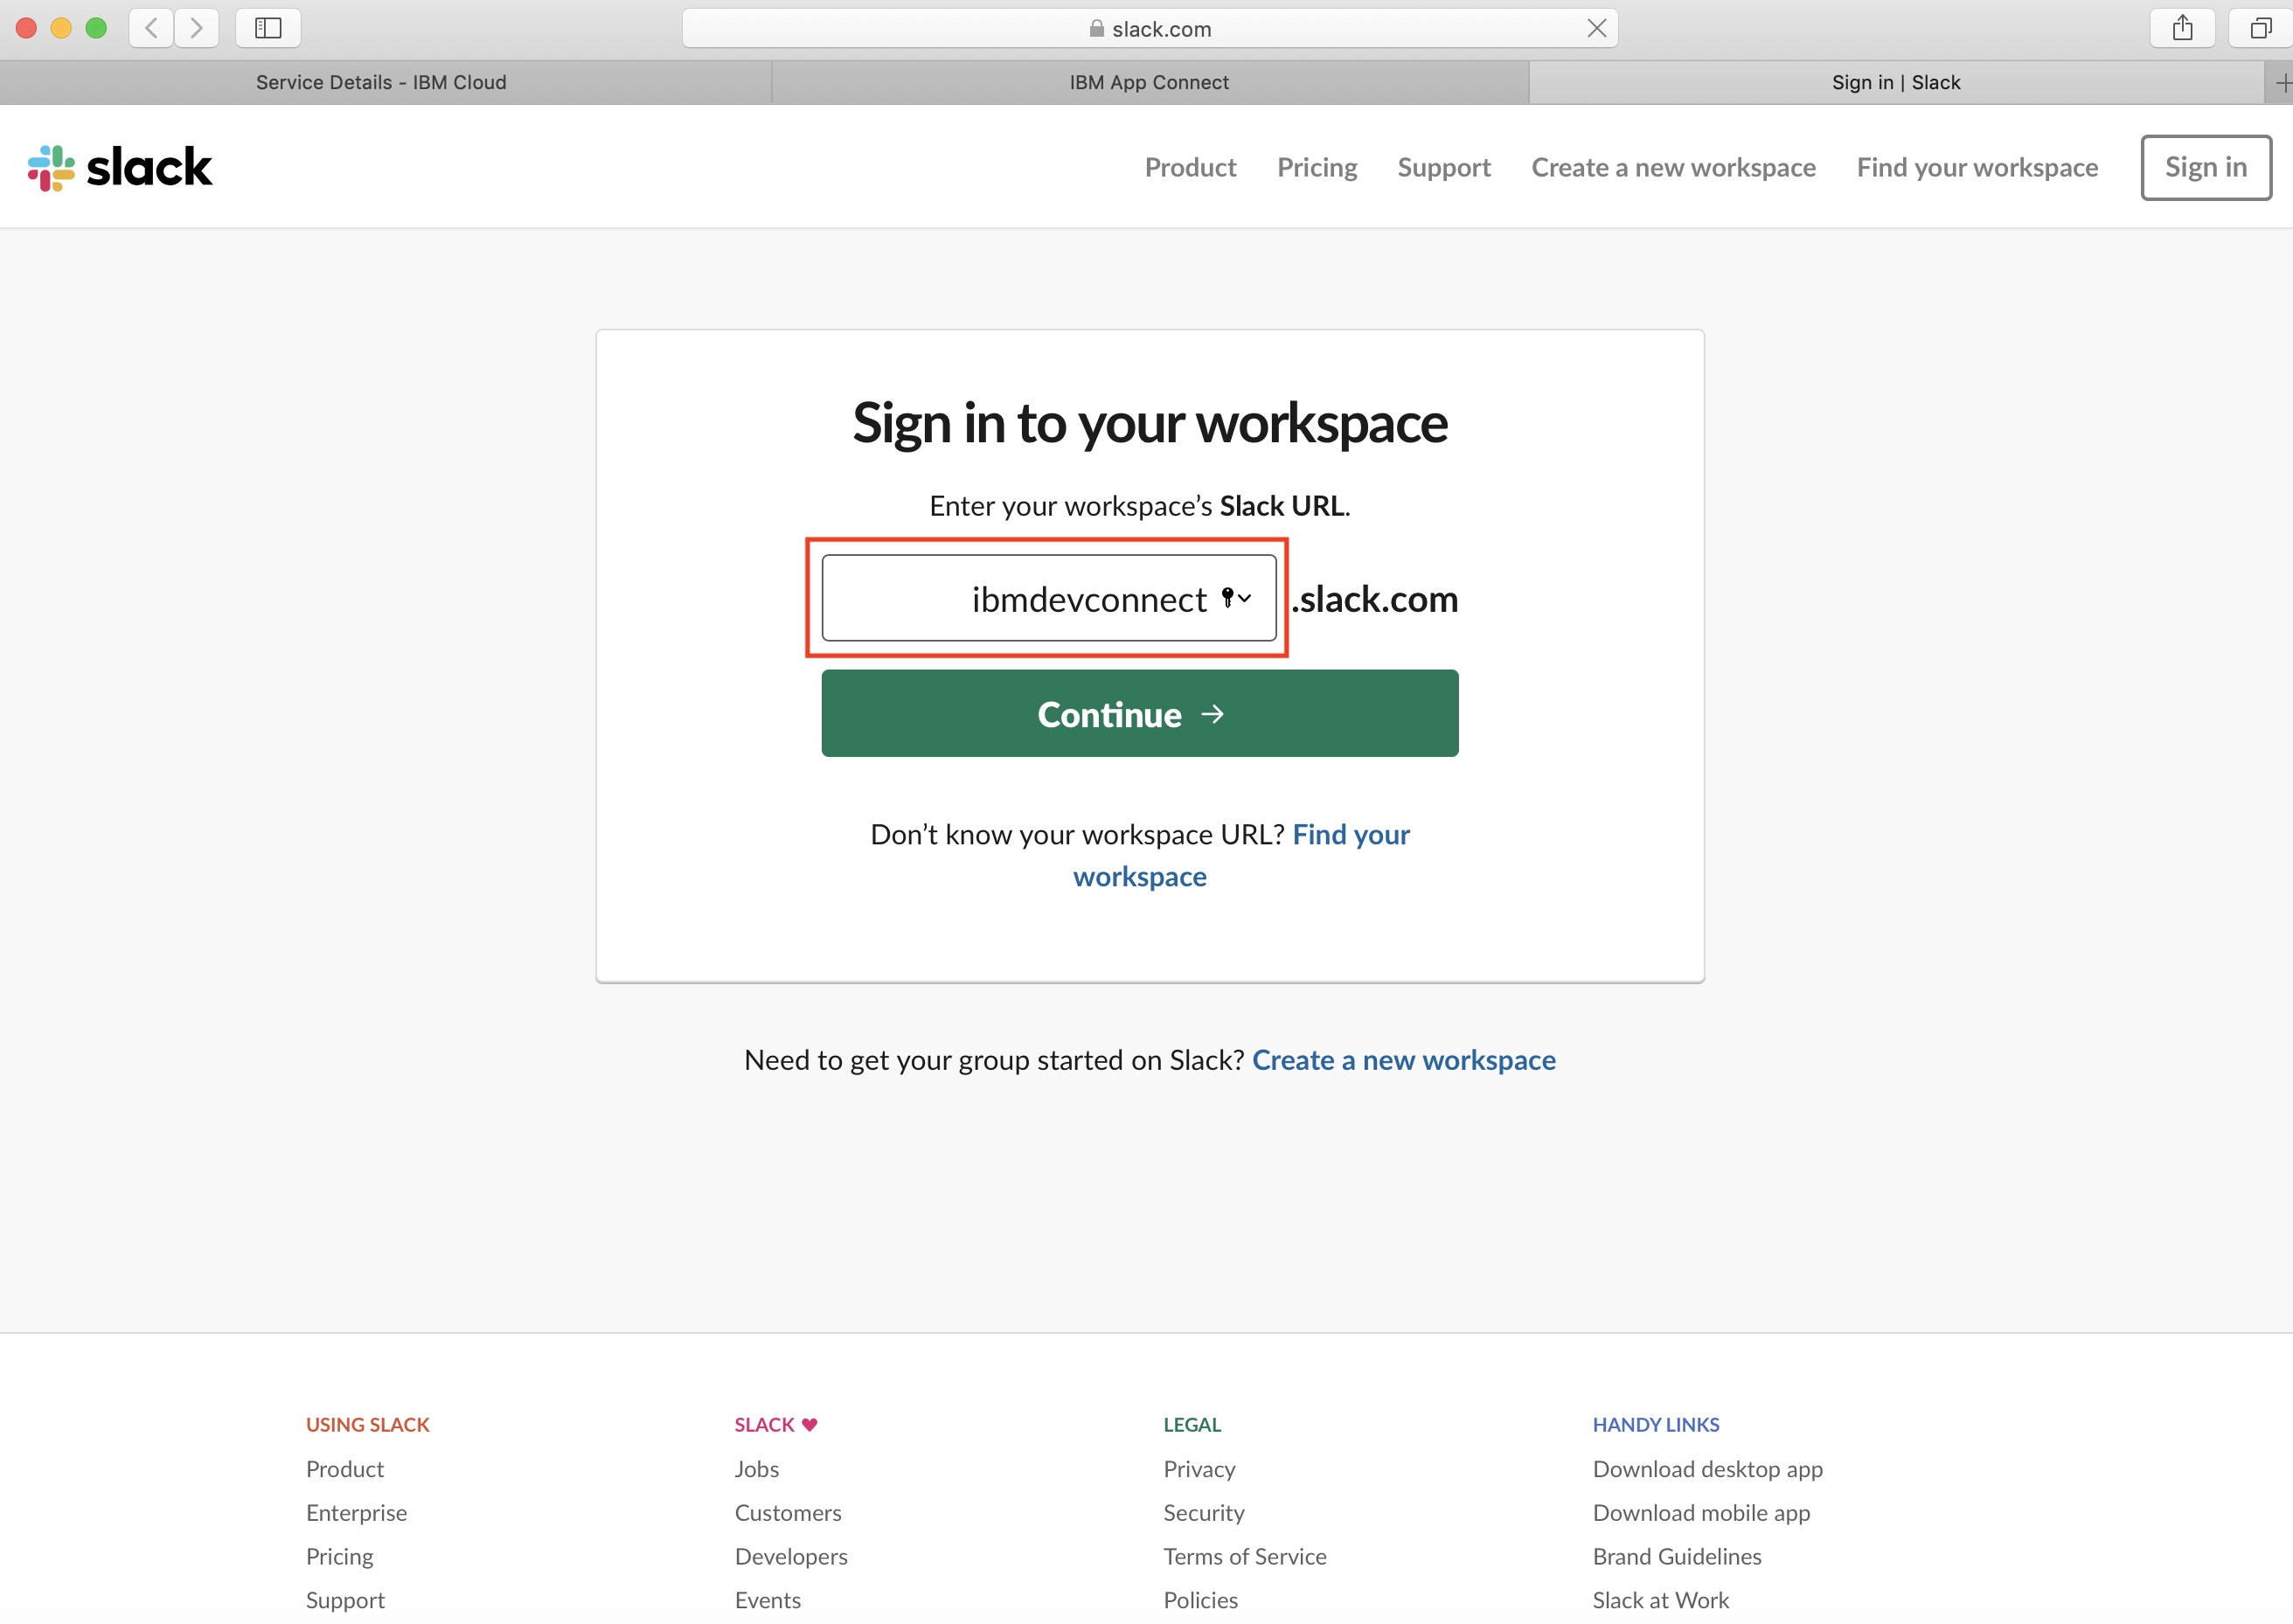 slack.com
Service Details - IBM Cloud
IBM App Connect
Sign in | Slack
slack
Product
Pricing
Support
Create a new workspace
Find your workspace
Sign in
Sign in to your workspace
Enter your workspace’s Slack URL.
ibmdevconnect .slack.com
Continue →
Don’t know your workspace URL? Find your
workspace
Need to get your group started on Slack? Create a new workspace
USING SLACK
Product
Enterprise
Pricing
Support
SLACK ♥
Jobs
Customers
Developers
Events
LEGAL
Privacy
Security
Terms of Service
Policies
HANDY LINKS
Download desktop app
Download mobile app
Brand Guidelines
Slack at Work